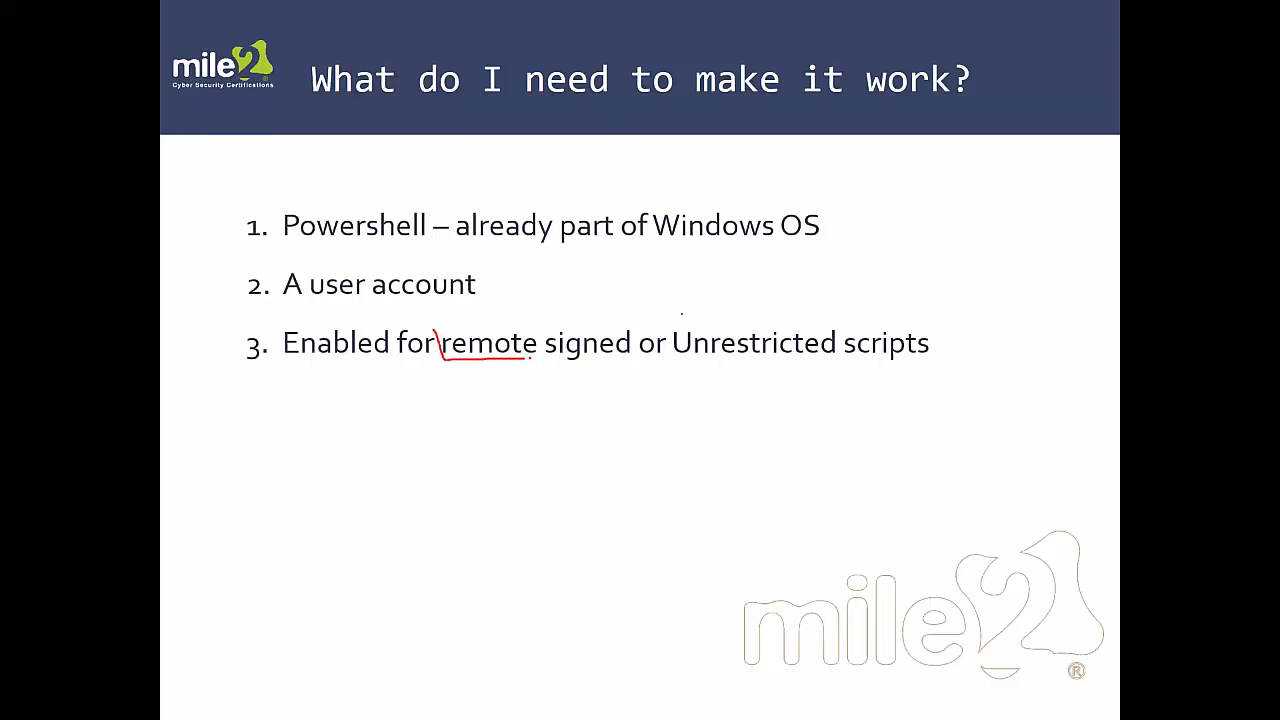 mile2
Cyber Security Certifications
What do I need to make it work?
1. Powershell – already part of Windows OS
2. A user account
3. Enabled for remote signed or Unrestricted scripts
mile2
®